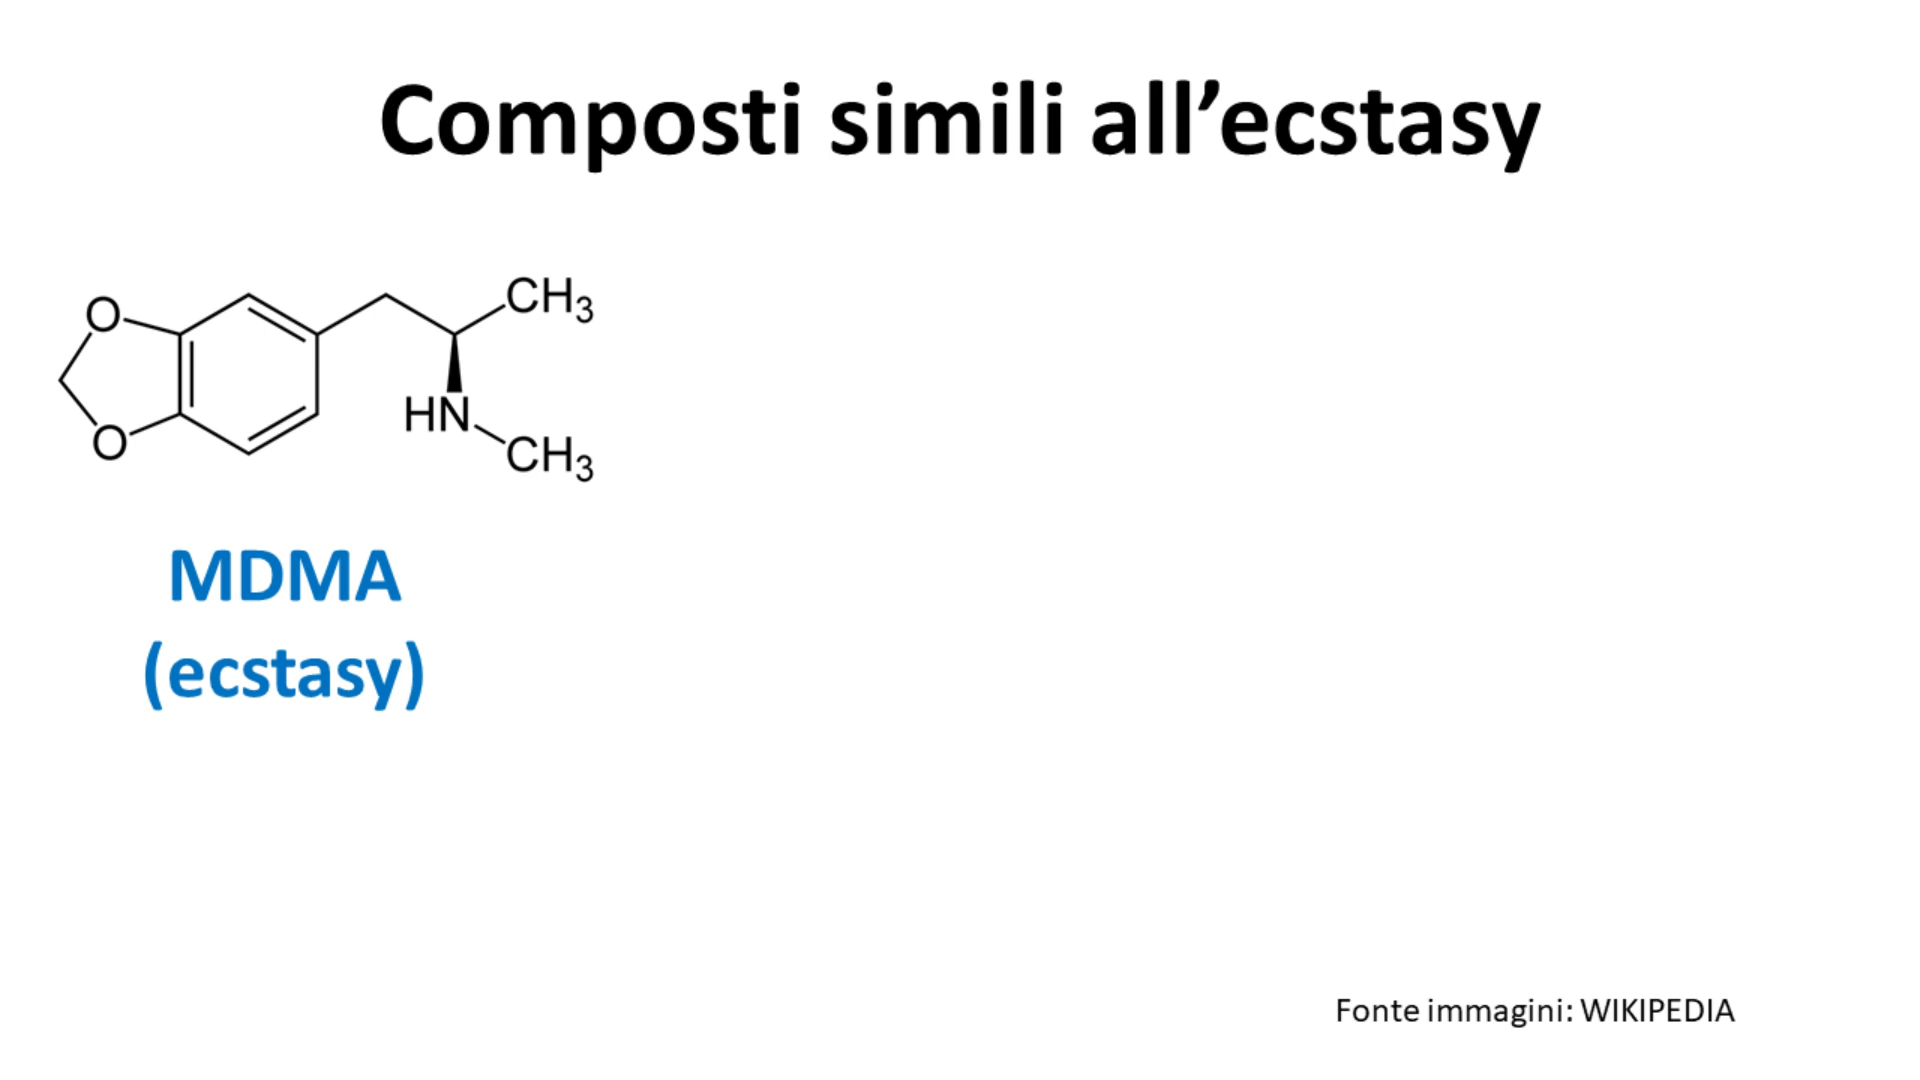 Composti simili all’ecstasy
O
CH3
HN
O
CH3
MDMA
(ecstasy)
Fonte immagini: WIKIPEDIA